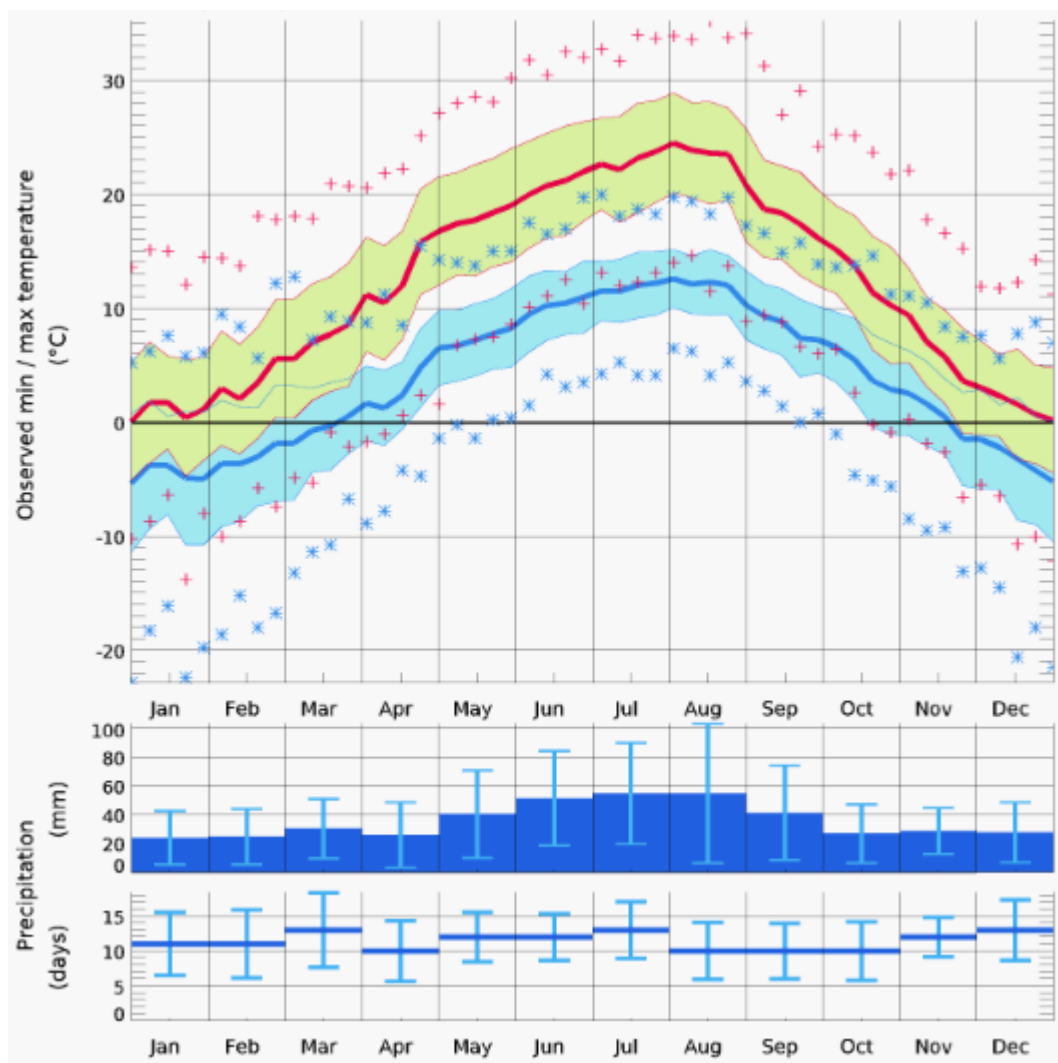 Observed min / max temperature
(°C)
30
20
10
0
-10
-20
Jan Feb Mar Apr May Jun Jul Aug Sep Oct Nov Dec
Precipitation
(mm)
100
80
60
40
20
0
Precipitation
(days)
15
10
5
0
Jan Feb Mar Apr May Jun Jul Aug Sep Oct Nov Dec